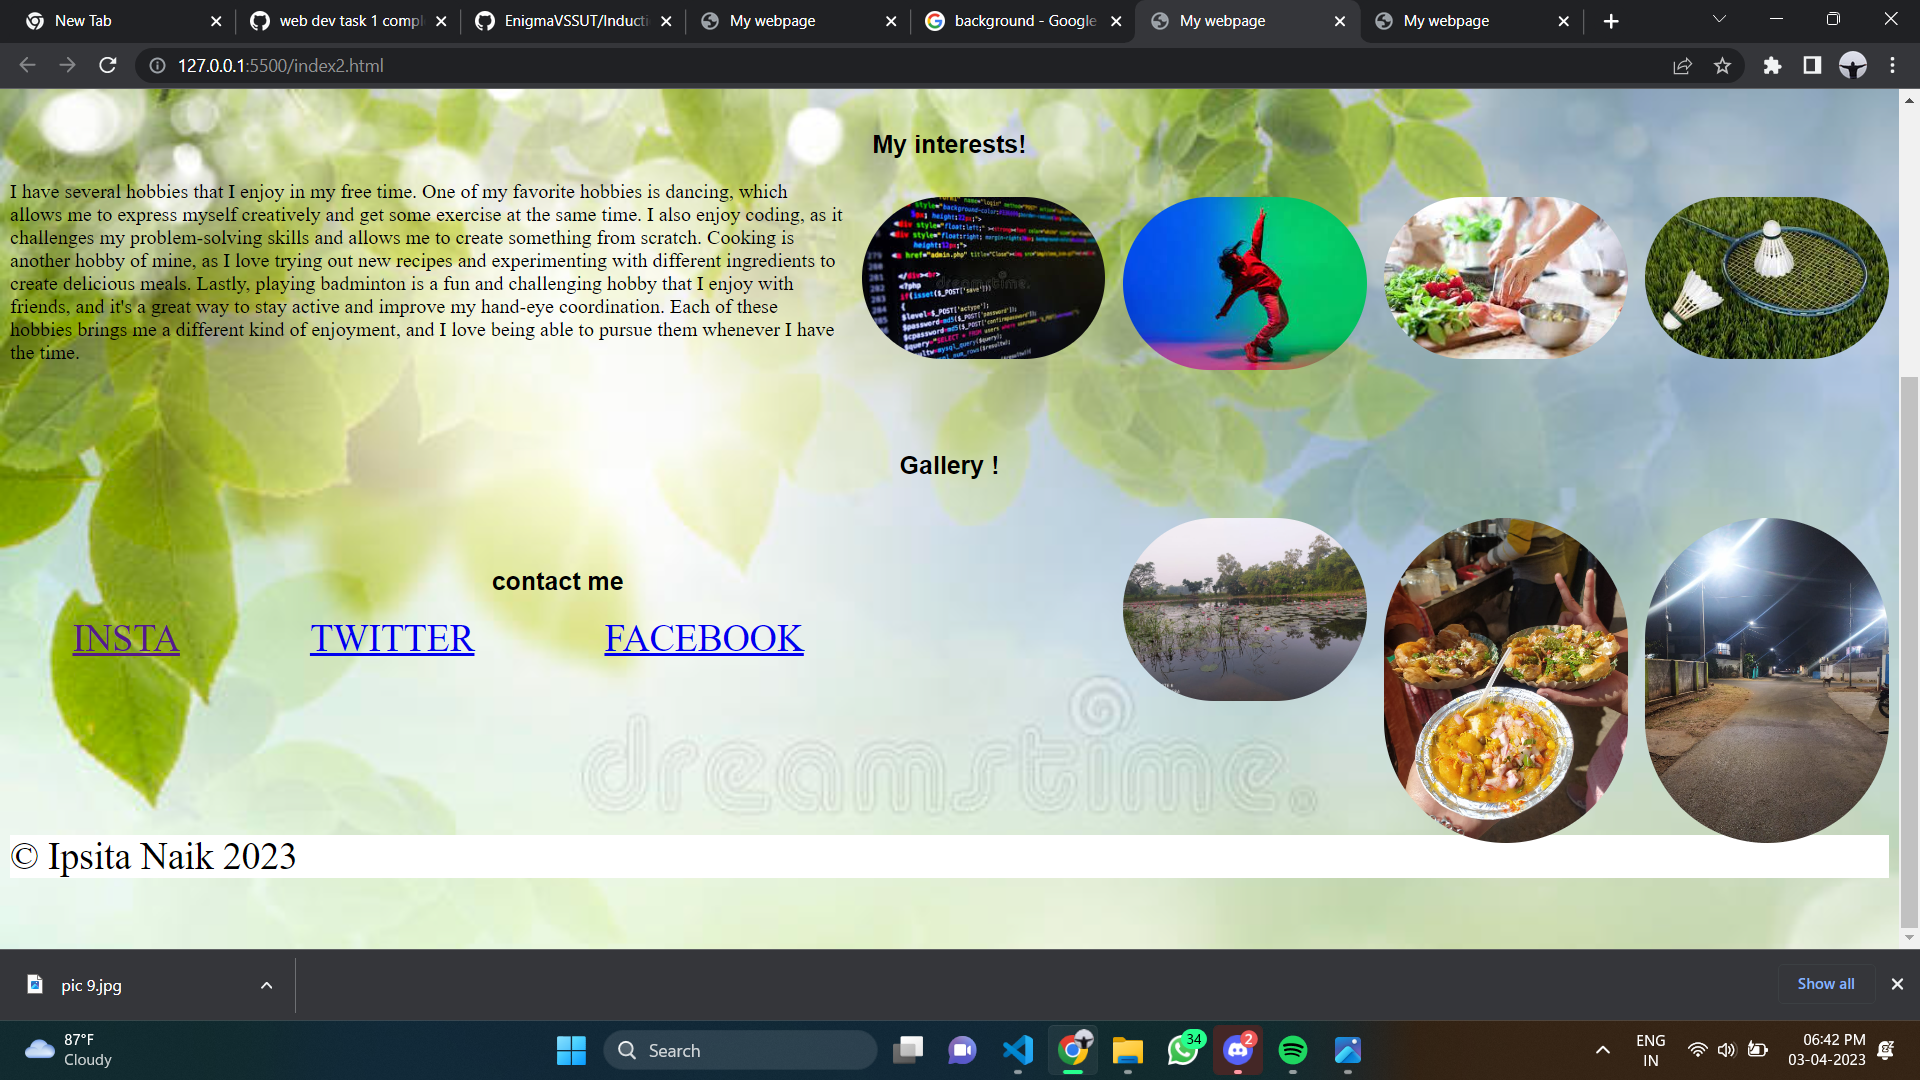 New Tab
web dev task 1 compl
EnigmaVSSUT/Inducti
My webpage
background - Google
My webpage
My webpage
127.0.0.1:5500/index2.html
My interests!
I have several hobbies that I enjoy in my free time. One of my favorite hobbies is dancing, which
allows me to express myself creatively and get some exercise at the same time. I also enjoy coding, as it
challenges my problem-solving skills and allows me to create something from scratch. Cooking is
another hobby of mine, as I love trying out new recipes and experimenting with different ingredients to
create delicious meals. Lastly, playing badminton is a fun and challenging hobby that I enjoy with
friends, and it's a great way to stay active and improve my hand-eye coordination. Each of these
hobbies brings me a different kind of enjoyment, and I love being able to pursue them whenever I have
the time.
Gallery !
contact me
INSTA
TWITTER
FACEBOOK
dreamstime.
© Ipsita Naik 2023
pic 9.jpg
Show all
87°F
Cloudy
Search
34
2
ENG
IN
06:42 PM
03-04-2023